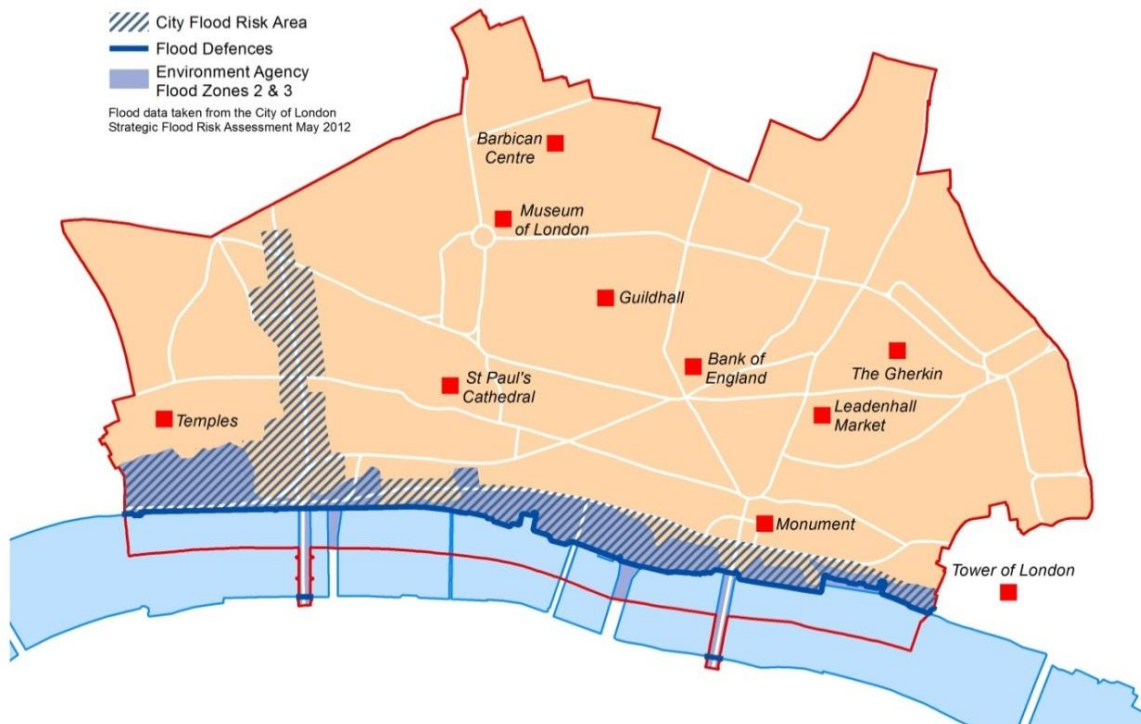 City Flood Risk Area
Flood Defences
Environment Agency
Flood Zones 2 & 3
Flood data taken from the City of London
Strategic Flood Risk Assessment May 2012
Barbican
Centre
Museum
of London
Guildhall
Bank of
England
The Gherkin
St Paul's
Cathedral
Leadenhall
Market
Temples
Monument
Tower of London